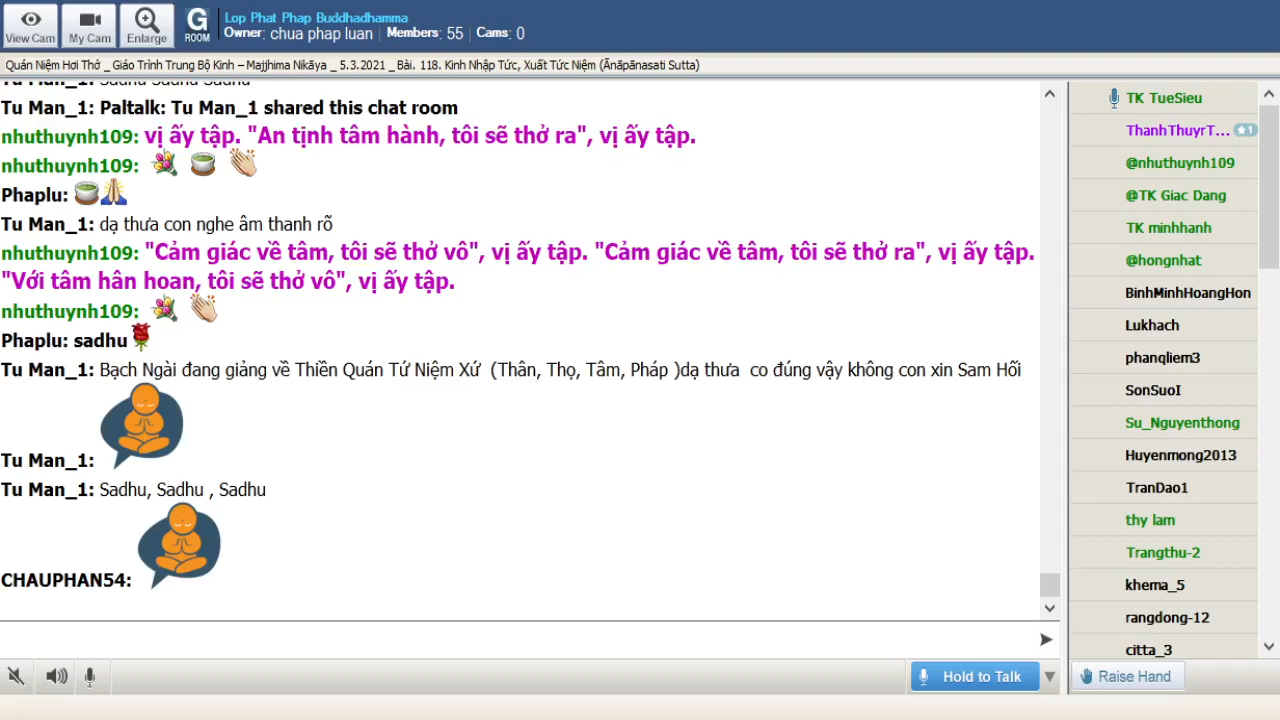 View Cam
My Cam
Enlarge
G
ROOM
Lop Phat Phap Buddhadhamma
Owner: chua phap luan | Members: 55 | Cams: 0
Quán Niệm Hơi Thở _ Giáo Trình Trung Bộ Kinh – Majjhima Nikāya _ 5.3.2021 _ Bài. 118. Kinh Nhập Tức, Xuất Tức Niệm (Ānāpānasati Sutta)
Tu Man_1: Sadhu Sadhu Sadhu
Tu Man_1: Paltalk: Tu Man_1 shared this chat room
nhuthuynh109: vị ấy tập. "An tịnh tâm hành, tôi sẽ thở ra", vị ấy tập.
nhuthuynh109:
Phaplu:
Tu Man_1: dạ thưa con nghe âm thanh rõ
nhuthuynh109: "Cảm giác về tâm, tôi sẽ thở vô", vị ấy tập. "Cảm giác về tâm, tôi sẽ thở ra", vị ấy tập.
"Với tâm hân hoan, tôi sẽ thở vô", vị ấy tập.
nhuthuynh109:
Phaplu: sadhu
Tu Man_1: Bạch Ngài đang giảng về Thiền Quán Tứ Niệm Xứ (Thân, Thọ, Tâm, Pháp )dạ thưa co đúng vậy không con xin Sam Hối
Tu Man_1:
Tu Man_1: Sadhu, Sadhu , Sadhu
CHAUPHAN54:
TK TueSieu
ThanhThuyrT... 1
@nhuthuynh109
@TK Giac Dang
TK minhhanh
@hongnhat
BinhMinhHoangHon
Lukhach
phanqliem3
SonSuoI
Su_Nguyenthong
Huyenmong2013
TranDao1
thy lam
Trangthu-2
khema_5
rangdong-12
citta_3
Hold to Talk
Raise Hand